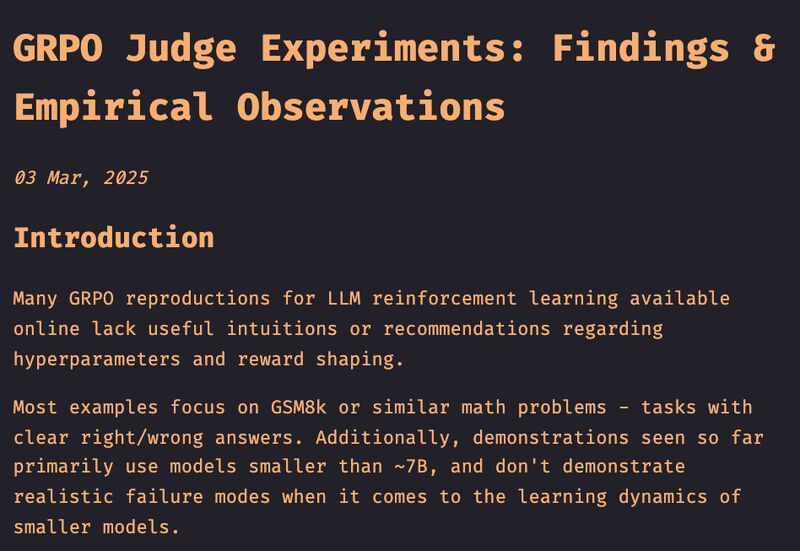 GRPO Judge Experiments: Findings &
Empirical Observations
03 Mar, 2025
Introduction
Many GRPO reproductions for LLM reinforcement learning available
online lack useful intuitions or recommendations regarding
hyperparameters and reward shaping.
Most examples focus on GSM8k or similar math problems - tasks with
clear right/wrong answers. Additionally, demonstrations seen so far
primarily use models smaller than ~7B, and don't demonstrate
realistic failure modes when it comes to the learning dynamics of
smaller models.